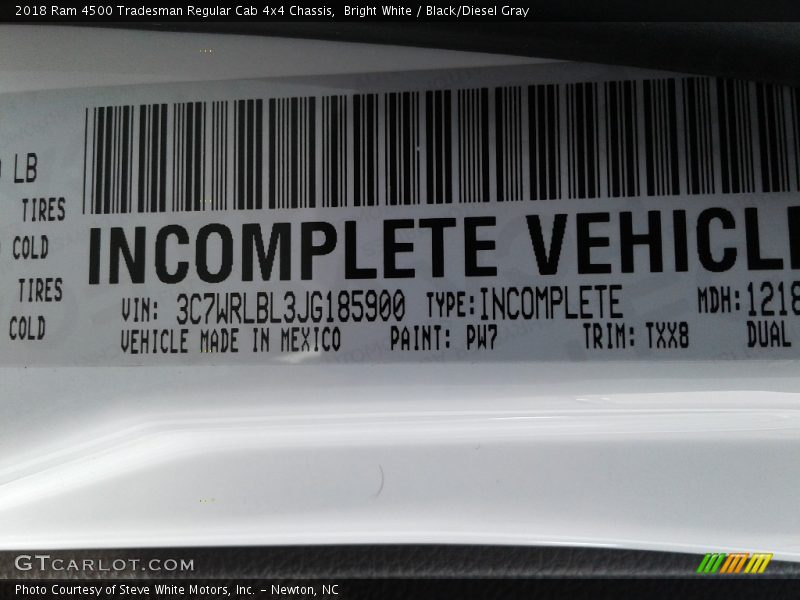 2018 Ram 4500 Tradesman Regular Cab 4x4 Chassis, Bright White / Black/Diesel Gray
LB
TIRES
COLD
TIRES
COLD
INCOMPLETE VEHICLE
VIN: 3C7WRLBL3JG185900 TYPE: INCOMPLETE MDH: 1218
VEHICLE MADE IN MEXICO PAINT: PW7 TRIM: TXX8 DUAL
GTCARLOT.COM
Photo Courtesy of Steve White Motors, Inc. – Newton, NC